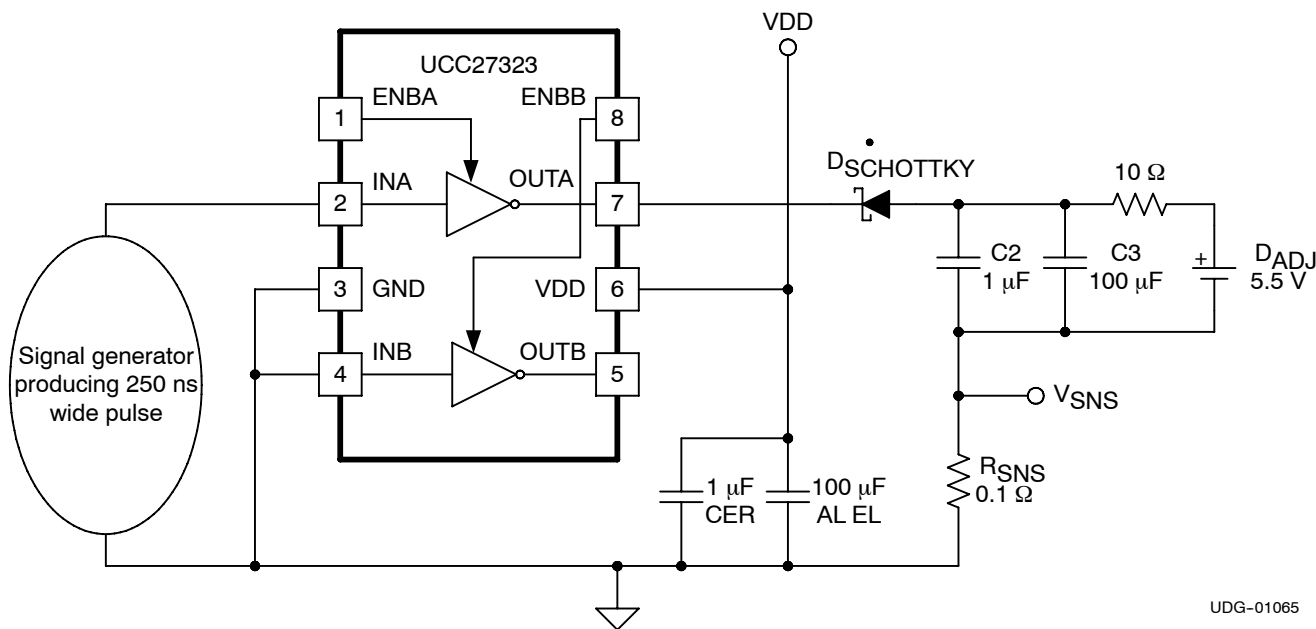 VDD
UCC27323
ENBA
ENBB
1
8
DSCHOTTKY
10 Ω
INA
OUTA
2
7
C2
1 μF
C3
100 μF
+
DADJ
5.5 V
3
GND
VDD
6
Signal generator
producing 250 ns
wide pulse
INB
OUTB
4
5
VSNS
1 μF
CER
100 μF
AL EL
RSNS
0.1 Ω
UDG-01065